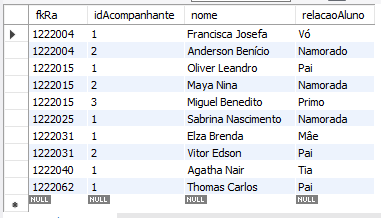 fkRa idAcompanhante nome relacaoAluno
1222004 1 Francisca Josefa Vó
1222004 2 Anderson Benício Namorado
1222015 1 Oliver Leandro Pai
1222015 2 Maya Nina Namorada
1222015 3 Miguel Benedito Primo
1222025 1 Sabrina Nascimento Namorada
1222031 1 Elza Brenda Mãe
1222031 2 Vitor Edson Pai
1222040 1 Agatha Nair Tia
1222062 1 Thomas Carlos Pai
NULL NULL NULL NULL